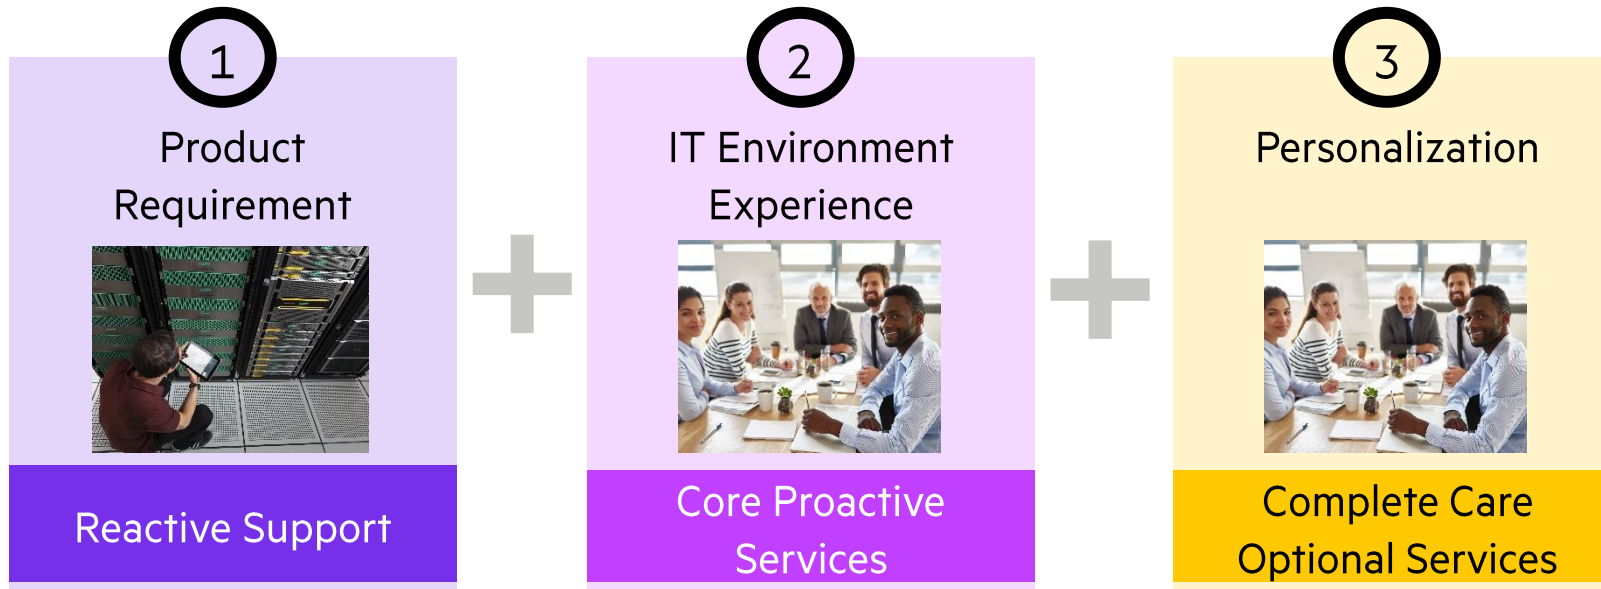 1
Product
Requirement
Reactive Support
2
IT Environment
Experience
Core Proactive
Services
3
Personalization
Complete Care
Optional Services